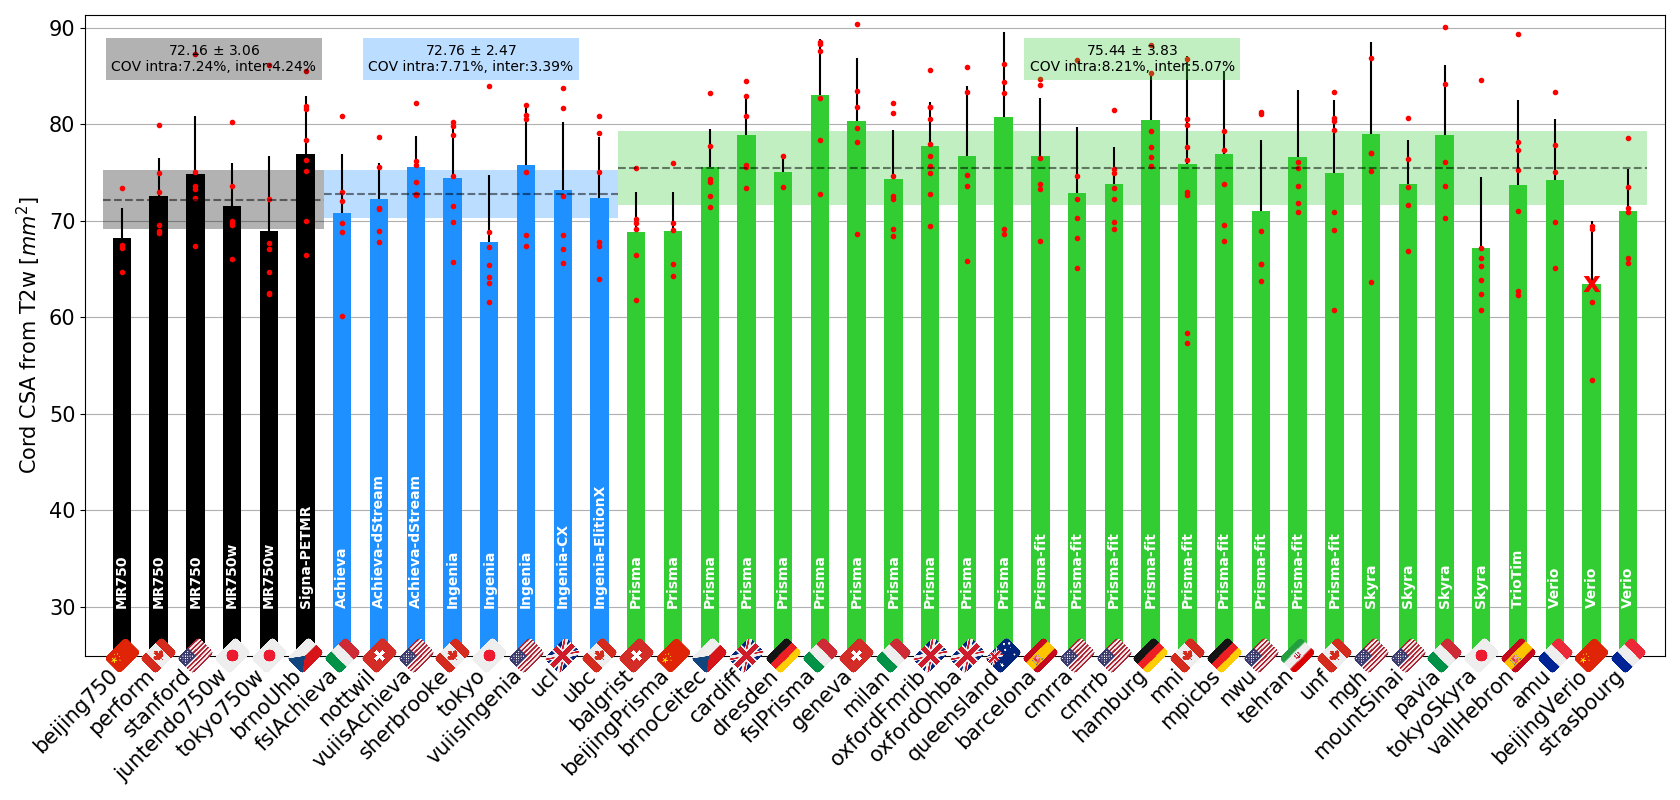 72.16 ± 3.06
COV intra:7.24%, inter:4.24%
72.76 ± 2.47
COV intra:7.71%, inter:3.39%
75.44 ± 3.83
COV intra:8.21%, inter:5.07%
90
80
70
60
50
40
30
Cord CSA from T2w [mm²]
MR750
MR750
MR750
MR750w
MR750w
Signa-PETMR
Achieva
Achieva-dStream
Achieva-dStream
Ingenia
Ingenia
Ingenia
Ingenia-CX
Ingenia-ElitionX
Prisma
Prisma
Prisma
Prisma
Prisma
Prisma
Prisma
Prisma
Prisma
Prisma
Prisma
Prisma-fit
Prisma-fit
Prisma-fit
Prisma-fit
Prisma-fit
Prisma-fit
Prisma-fit
Prisma-fit
Prisma-fit
Skyra
Skyra
Skyra
Skyra
TrioTim
Verio
Verio
Verio
X
beijing750
perform
stanford
juntendo750w
tokyo750w
brnoUhb
fslAchieva
nottwil
vuiisAchieva
sherbrooke
tokyo
vuiisIngenia
ucl
ubc
balgrist
beijingPrisma
brnoCeitec
cardiff
dresden
fslPrisma
geneva
milan
oxfordFmrib
oxfordOhba
queensland
barcelona
cmrra
cmrrb
hamburg
mni
mpicbs
nwu
tehran
unf
mgh
mountSinai
pavia
tokyoSkyra
vallHebron
amu
beijingVerio
strasbourg